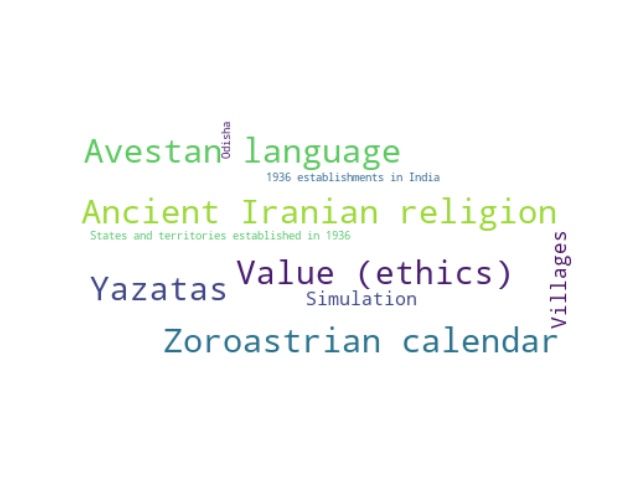 Odisha
Avestan language
1936 establishments in India
Ancient Iranian religion
States and territories established in 1936
Villages
Value (ethics)
Yazatas
Simulation
Zoroastrian calendar